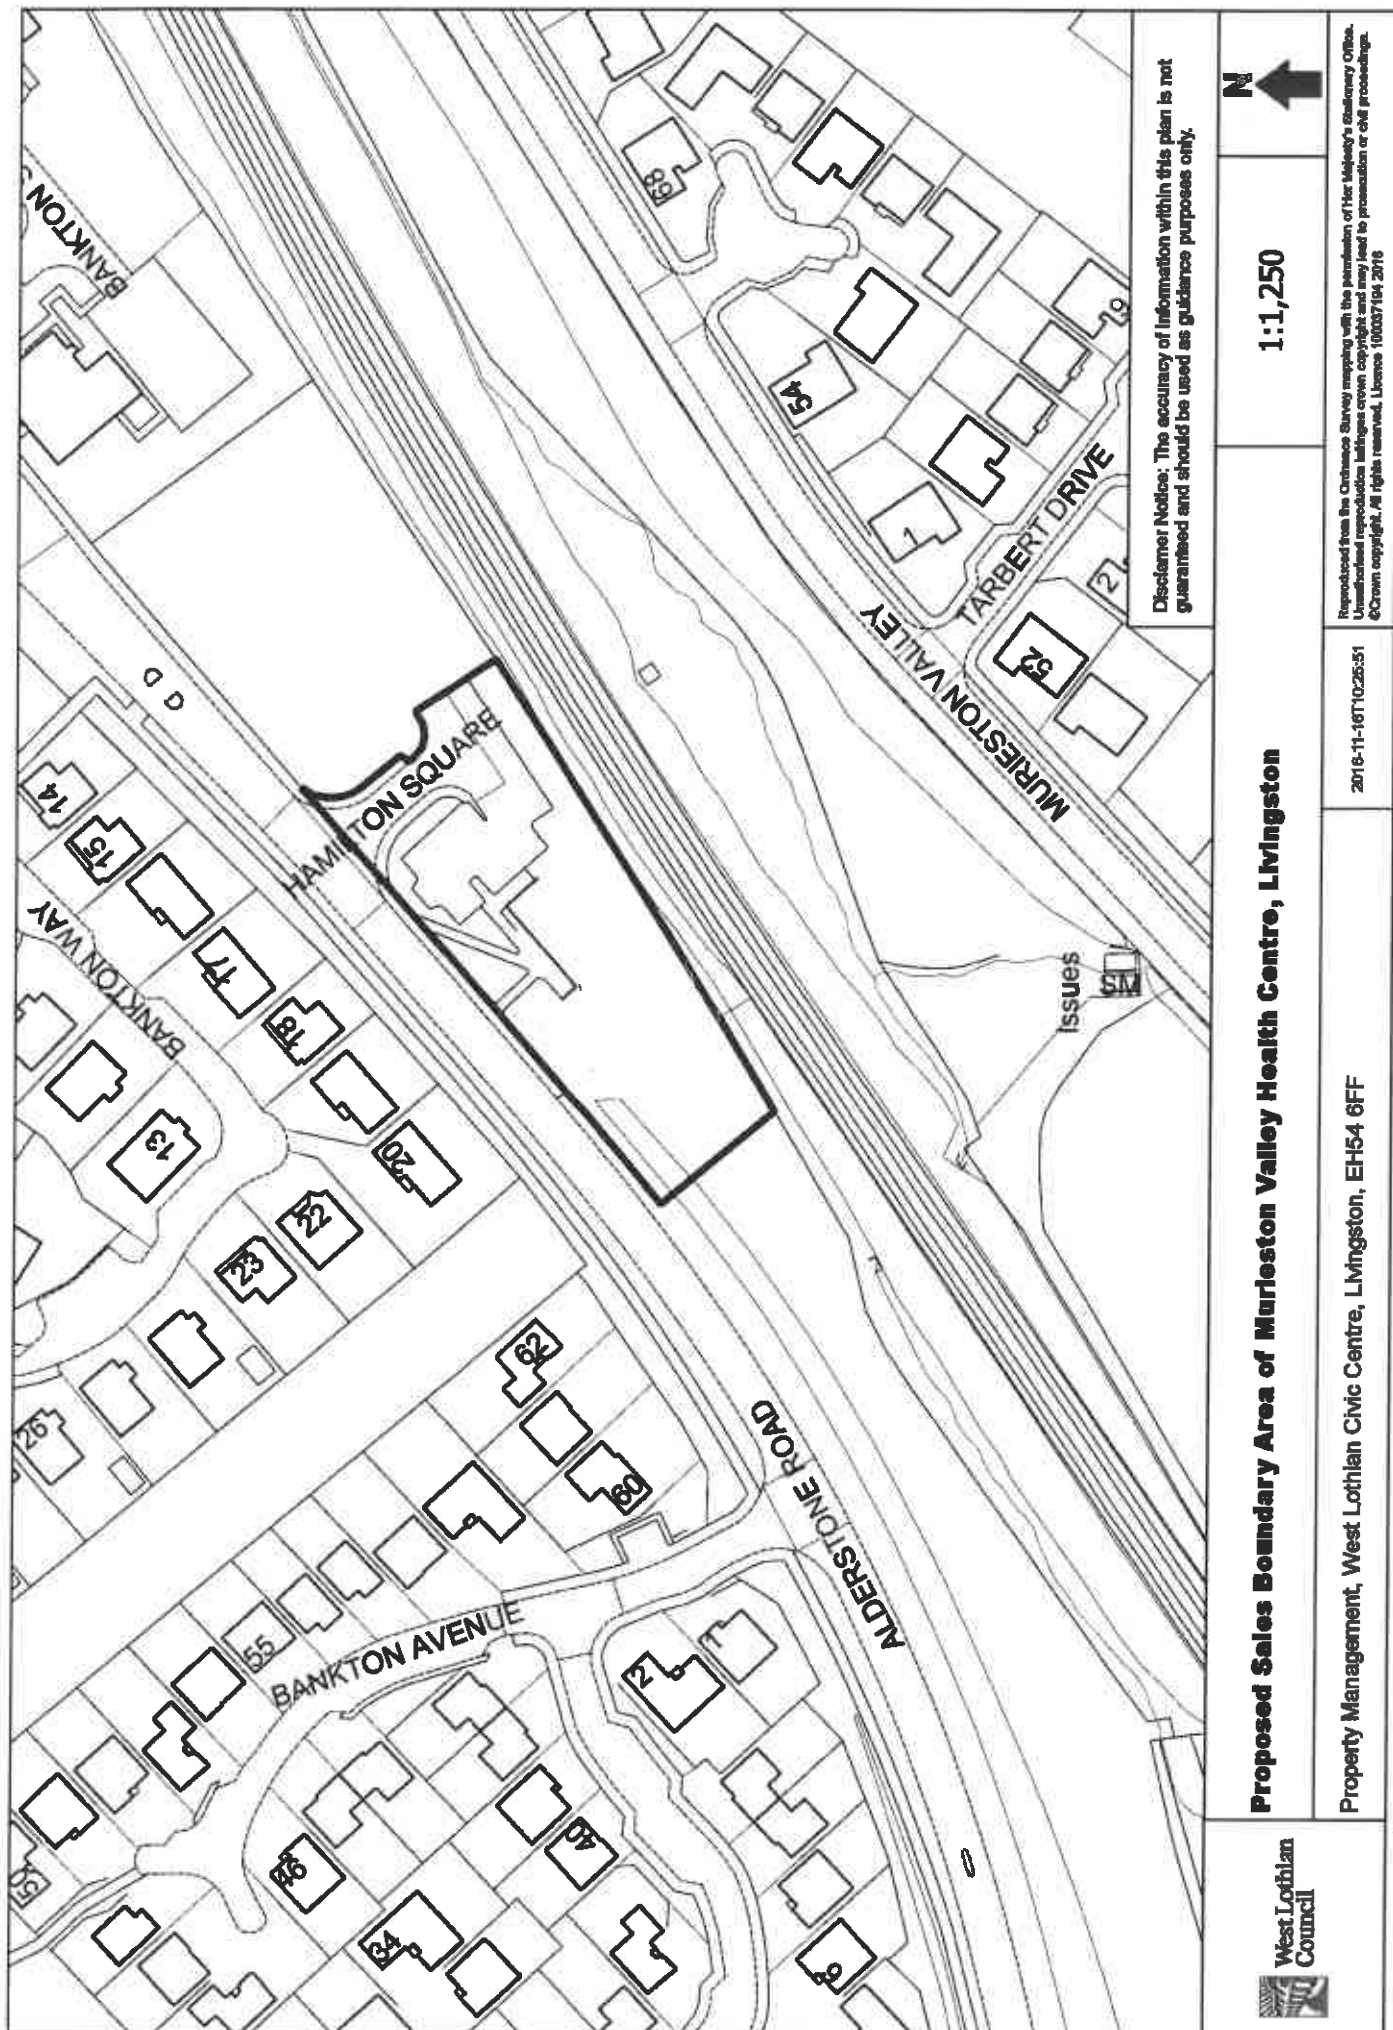 BANKTON
BANKTON WAY
14
15
17
18
20
13
22
23
26
HAMILTON SQUARE
62
60
55
BANKTON AVENUE
50
46
34
40
2
1
9
ALDERSTONE ROAD
MURIESTON VALLEY
TARBERT DRIVE
68
54
1
19
2
52
Issues
SM
Disclaimer Notice: The accuracy of information within this plan is not
guaranteed and should be used as guidance purposes only.
West Lothian
Council
Proposed Sales Boundary Area of Murieston Valley Health Centre, Livingston
1:1,250
N
Property Management, West Lothian Civic Centre, Livingston, EH54 6FF
2016-11-16T10:25:51
Reproduced from the Ordnance Survey mapping with the permission of Her Majesty's Stationery Office.
Unauthorised reproduction infringes crown copyright and may lead to prosecution or civil proceedings.
©Crown copyright. All rights reserved. Licence 100037194 2016